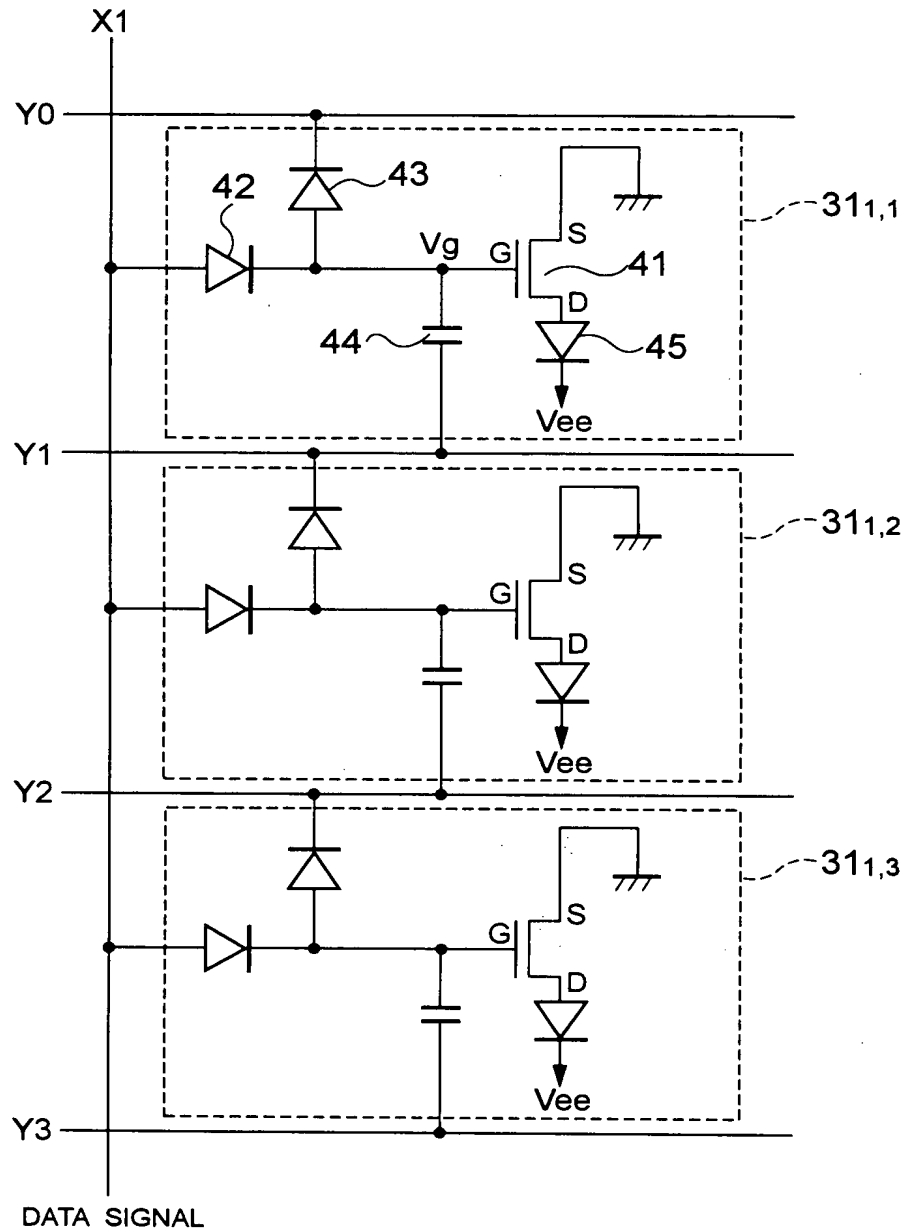 X1
Y0
43
42
31₁,₁
Vg
G
S
41
D
44
45
Vee
Y1
31₁,₂
G
S
D
Vee
Y2
31₁,₃
G
S
D
Vee
Y3
DATA SIGNAL